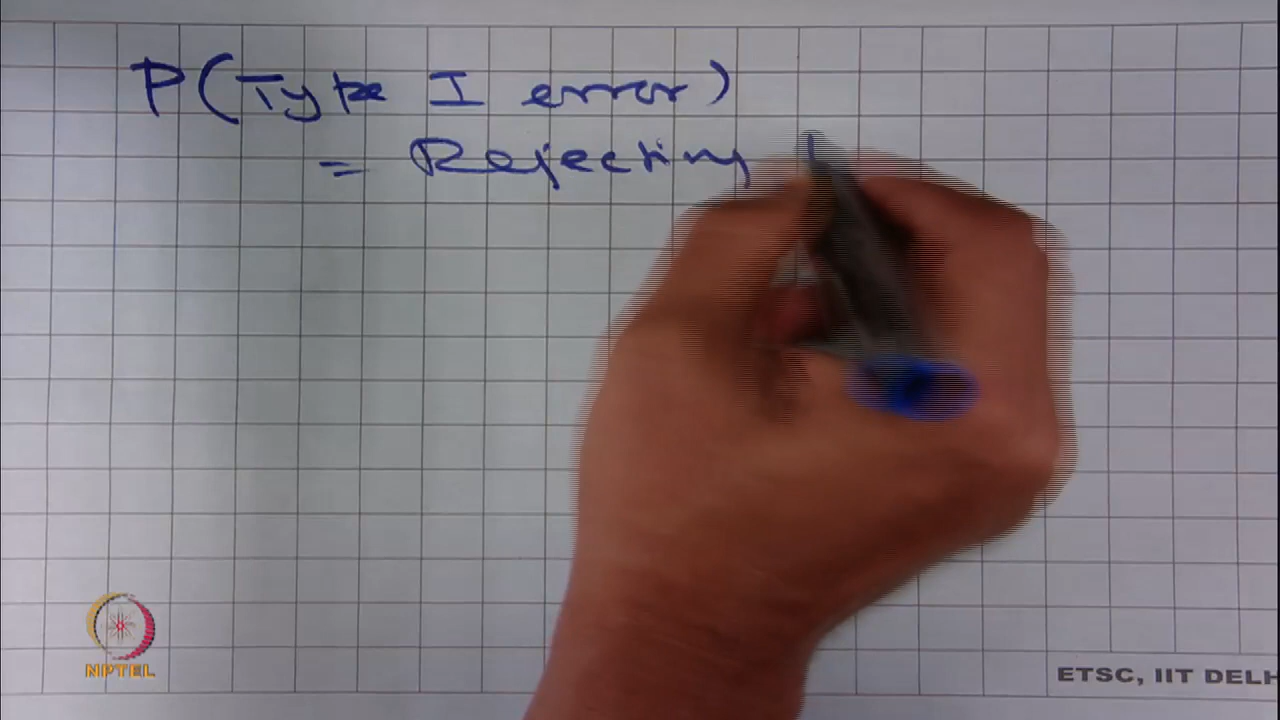 P(Type I error)
= Rejecting
NPTEL
ETSC, IIT DELH